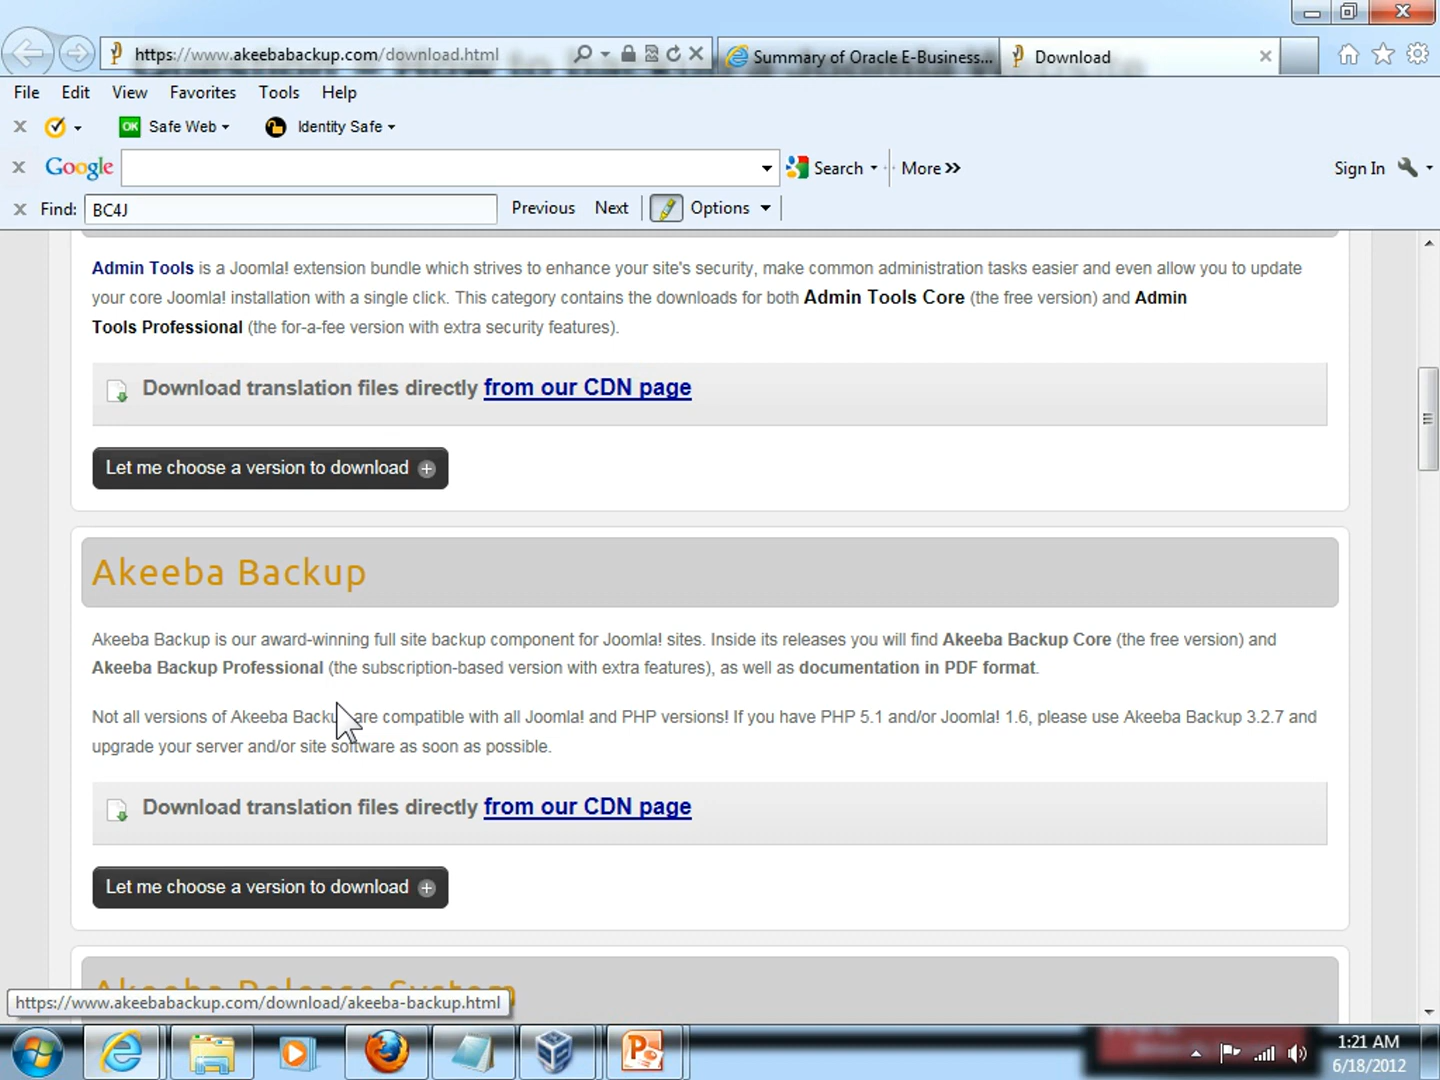 https://www.akeebabackup.com/download.html
Summary of Oracle E-Business...
Download
File Edit View Favorites Tools Help
OK Safe Web Identity Safe
Google Search More Sign In
Find: BC4J Previous Next Options
Admin Tools is a Joomla! extension bundle which strives to enhance your site's security, make common administration tasks easier and even allow you to update
your core Joomla! installation with a single click. This category contains the downloads for both Admin Tools Core (the free version) and Admin
Tools Professional (the for-a-fee version with extra security features).
Download translation files directly from our CDN page
Let me choose a version to download
Akeeba Backup
Akeeba Backup is our award-winning full site backup component for Joomla! sites. Inside its releases you will find Akeeba Backup Core (the free version) and
Akeeba Backup Professional (the subscription-based version with extra features), as well as documentation in PDF format.
Not all versions of Akeeba Backup are compatible with all Joomla! and PHP versions! If you have PHP 5.1 and/or Joomla! 1.6, please use Akeeba Backup 3.2.7 and
upgrade your server and/or site software as soon as possible.
Download translation files directly from our CDN page
Let me choose a version to download
Akeeba Release System
https://www.akeebabackup.com/download/akeeba-backup.html
1:21 AM
6/18/2012